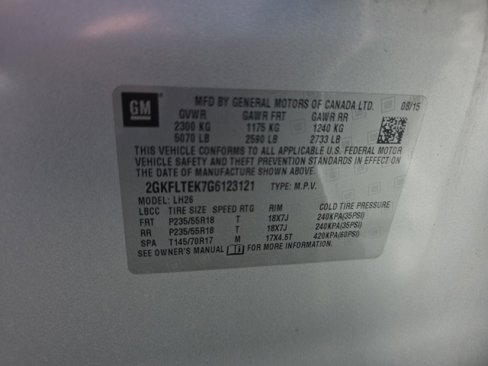 GM
MFD BY GENERAL MOTORS OF CANADA LTD. 08/15
GVWR GAWR FRT GAWR RR
2300 KG 1175 KG 1240 KG
5070 LB 2590 LB 2733 LB
THIS VEHICLE CONFORMS TO ALL APPLICABLE U.S. FEDERAL MOTOR
VEHICLE SAFETY AND THEFT PREVENTION STANDARDS IN EFFECT ON
THE DATE OF MANUFACTURE SHOWN ABOVE.
2GKFLTEK7G6123121 TYPE: M.P.V.
MODEL: LH26
LBCC TIRE SIZE SPEED RTG RIM COLD TIRE PRESSURE
FRT P235/55R18 T 18X7J 240KPA(35PSI)
RR P235/55R18 T 18X7J 240KPA(35PSI)
SPA T145/70R17 M 17X4.5T 420KPA(60PSI)
SEE OWNER'S MANUAL FOR MORE INFORMATION.